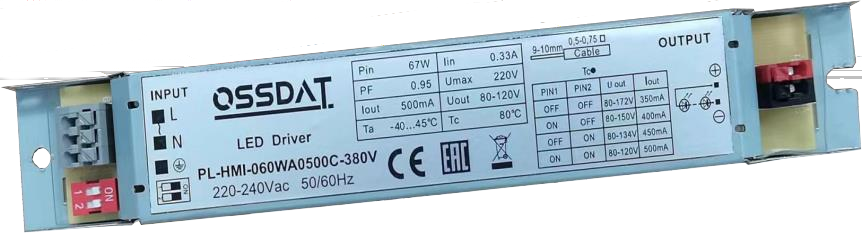 INPUT
L
N
OSSDAT
LED Driver
PL-HMI-060WA0500C-380V
220-240Vac 50/60Hz
ON
ON
1 2
Pin 67W Iin 0.33A
PF 0.95 Umax 220V
Iout 500mA Uout 80-120V
Ta -40...45℃ Tc 80℃
CE
EAC
9-10mm 0,5-0,75
Cable
Tc
PIN1 PIN2 U out Iout
OFF OFF 80-172V 350mA
ON OFF 80-150V 400mA
OFF ON 80-134V 450mA
ON ON 80-120V 500mA
OUTPUT
+
−